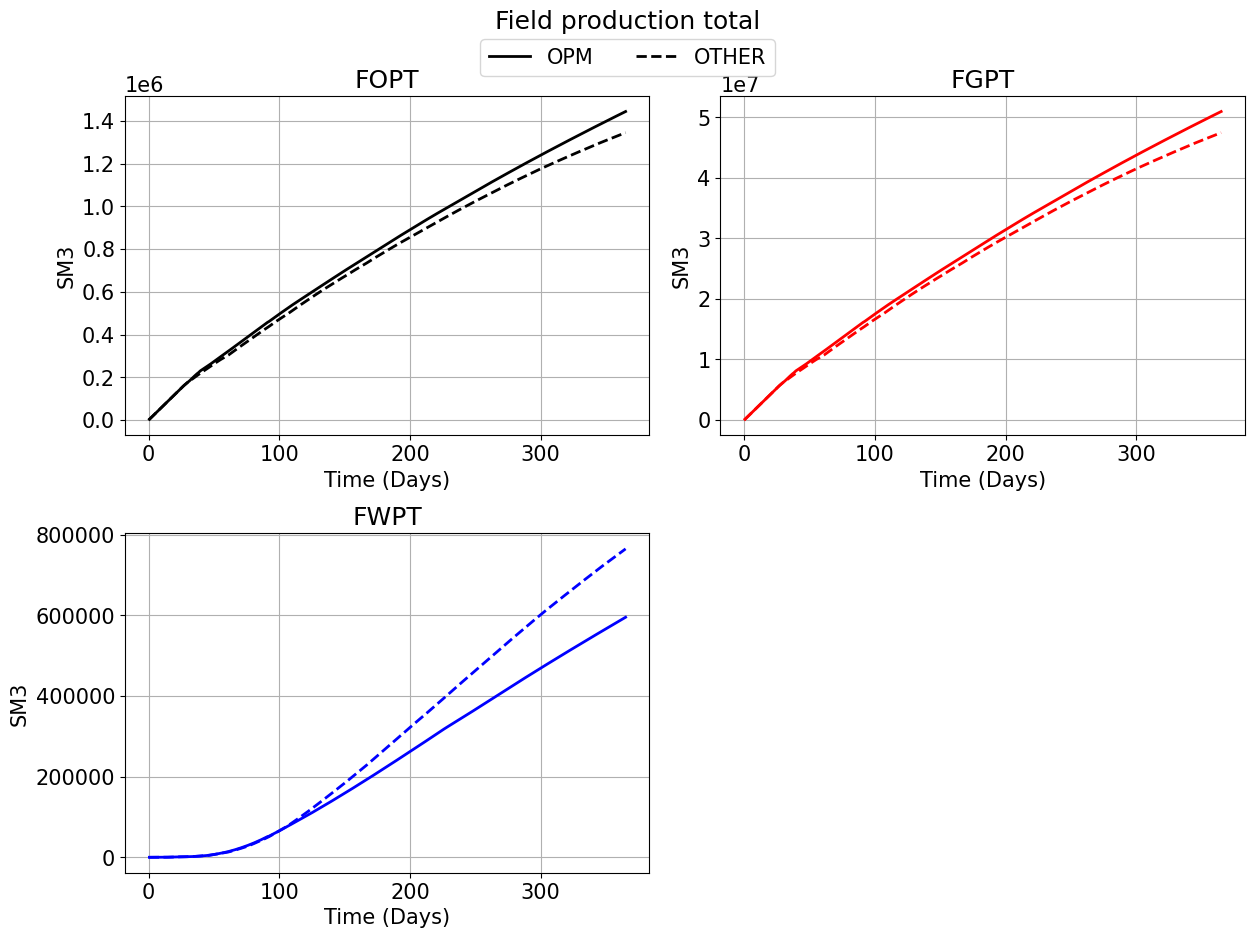 Field production total
OPM OTHER
FOPT
1e6
1.4
1.2
1.0
0.8
0.6
0.4
0.2
0.0
SM3
0 100 200 300
Time (Days)
FGPT
1e7
5
4
3
2
1
0
SM3
0 100 200 300
Time (Days)
FWPT
800000
600000
400000
200000
0
SM3
0 100 200 300
Time (Days)